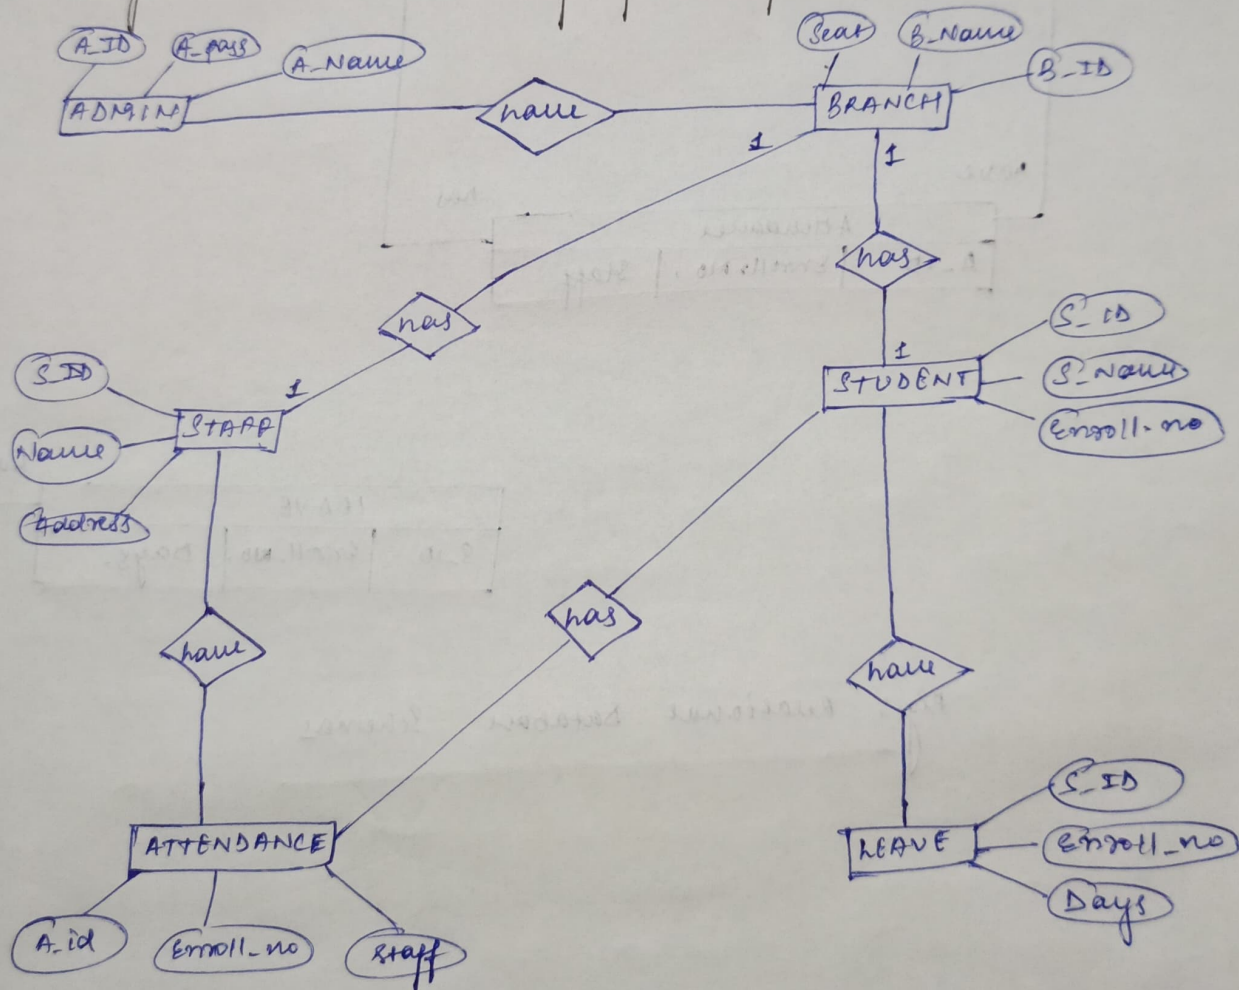 A_ID
A_pass
A_Name
ADMIN
have
Seat
B_Name
B_ID
BRANCH
1
1
has
has
1
STUDENT
S_ID
S_Name
Enroll-no
1
S_ID
Name
Address
STAFF
has
have
have
ATTENDANCE
A_id
Enroll_no
Staff
LEAVE
S_ID
Enroll_no
Days